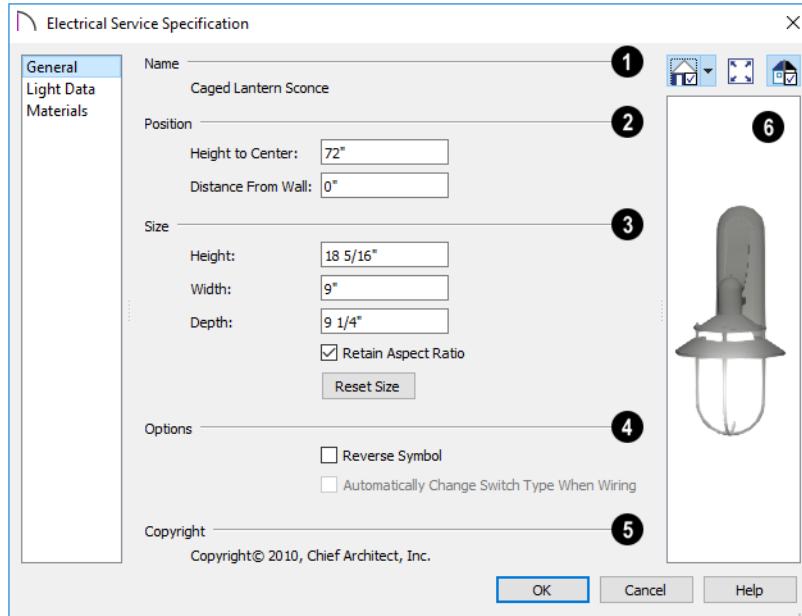 Electrical Service Specification
General
Light Data
Materials
Name
1
Caged Lantern Sconce
Position
2
Height to Center: 72"
Distance From Wall: 0"
Size
3
Height: 18 5/16"
Width: 9"
Depth: 9 1/4"
Retain Aspect Ratio
Reset Size
Options
4
Reverse Symbol
Automatically Change Switch Type When Wiring
Copyright
5
Copyright© 2010, Chief Architect, Inc.
6
OK Cancel Help